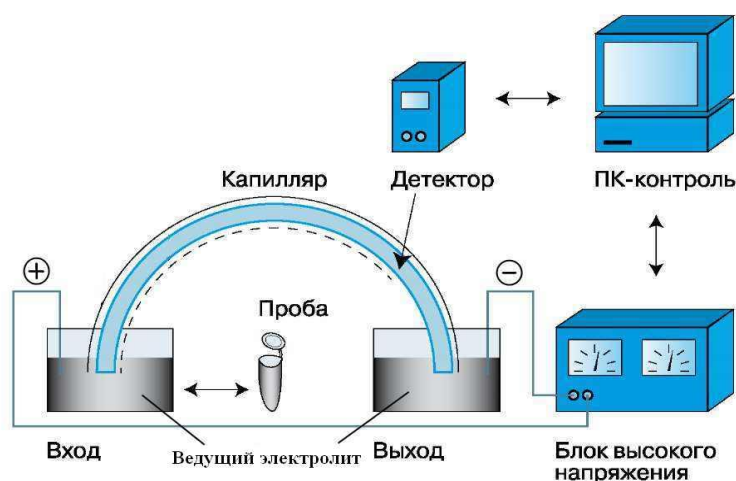 Капилляр
Детектор
ПК-контроль
+
−
Проба
Вход
Ведущий электролит
Выход
Блок высокого
напряжения